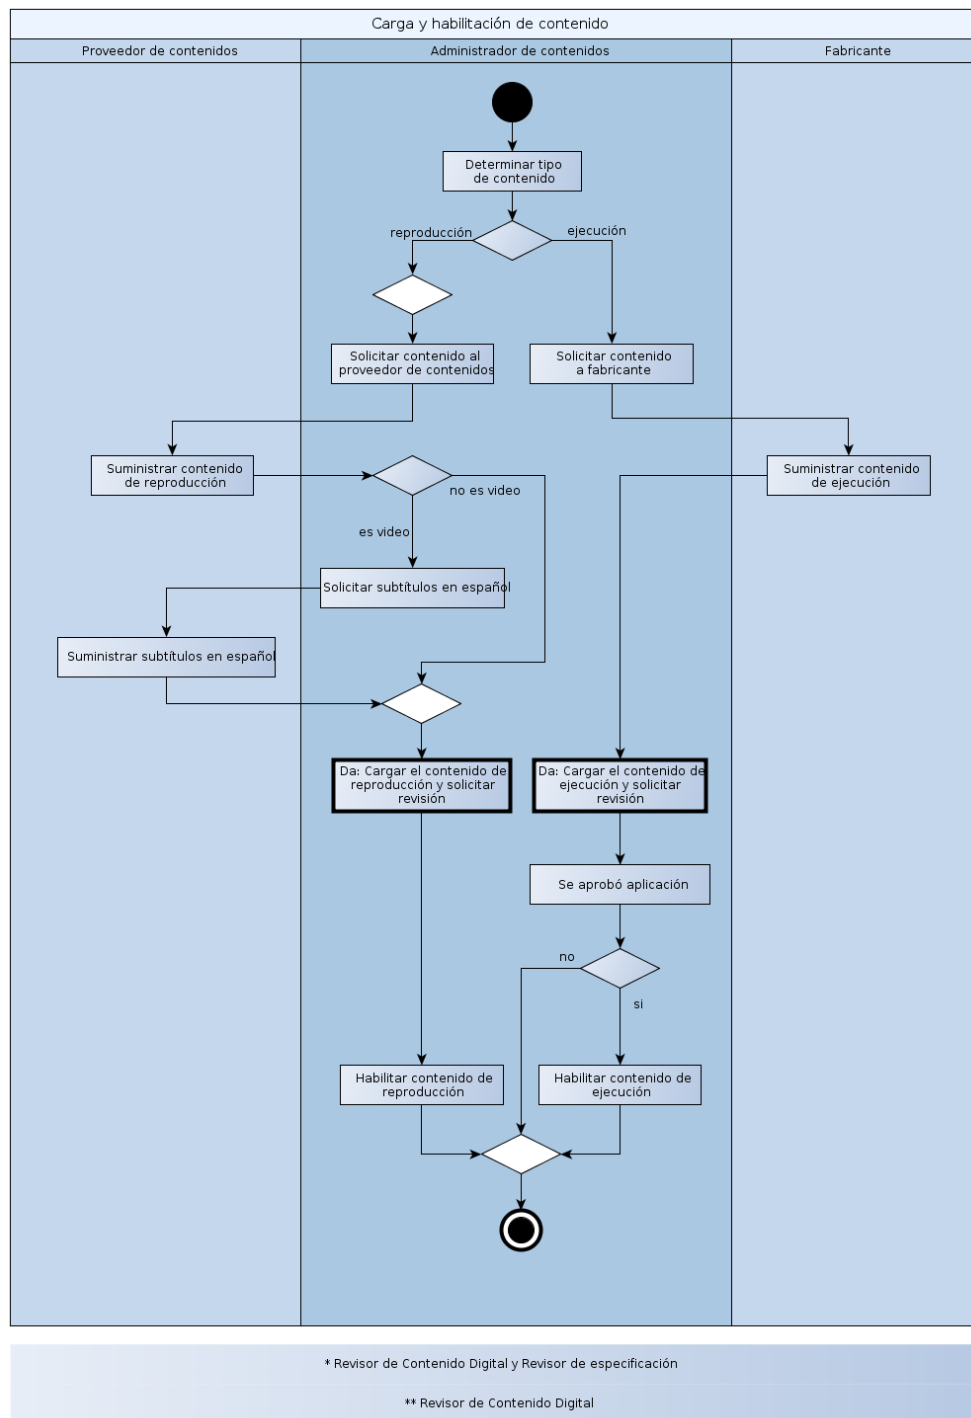 Carga y habilitación de contenido
Proveedor de contenidos
Administrador de contenidos
Fabricante
Determinar tipo
de contenido
reproducción
ejecución
Solicitar contenido al
proveedor de contenidos
Solicitar contenido
a fabricante
Suministrar contenido
de reproducción
Suministrar contenido
de ejecución
no es video
es video
Solicitar subtítulos en español
Suministrar subtítulos en español
Da: Cargar el contenido de
reproducción y solicitar
revisión
Da: Cargar el contenido de
ejecución y solicitar
revisión
Se aprobó aplicación
no
si
Habilitar contenido de
reproducción
Habilitar contenido de
ejecución
* Revisor de Contenido Digital y Revisor de especificación
** Revisor de Contenido Digital